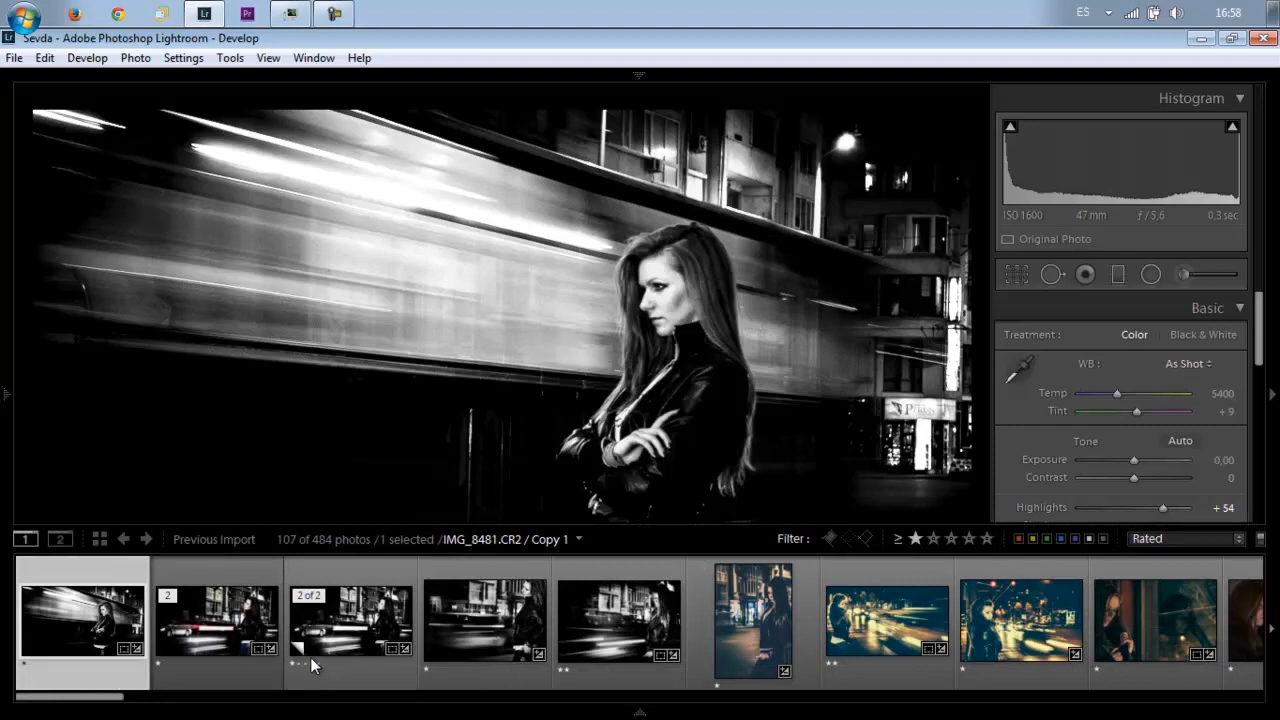 ES 16:58
Lr Sevda - Adobe Photoshop Lightroom - Develop
File Edit Develop Photo Settings Tools View Window Help
Histogram
ISO 1600 47 mm ƒ / 5,6 0,3 sec
Original Photo
Basic
Treatment : Color Black & White
WB : As Shot
Temp 5400
Tint + 9
Tone Auto
Exposure 0,00
Contrast 0
Highlights + 54
1 2 Previous Import 107 of 484 photos / 1 selected / IMG_8481.CR2 / Copy 1 Filter : ≥ Rated
2 2 of 2